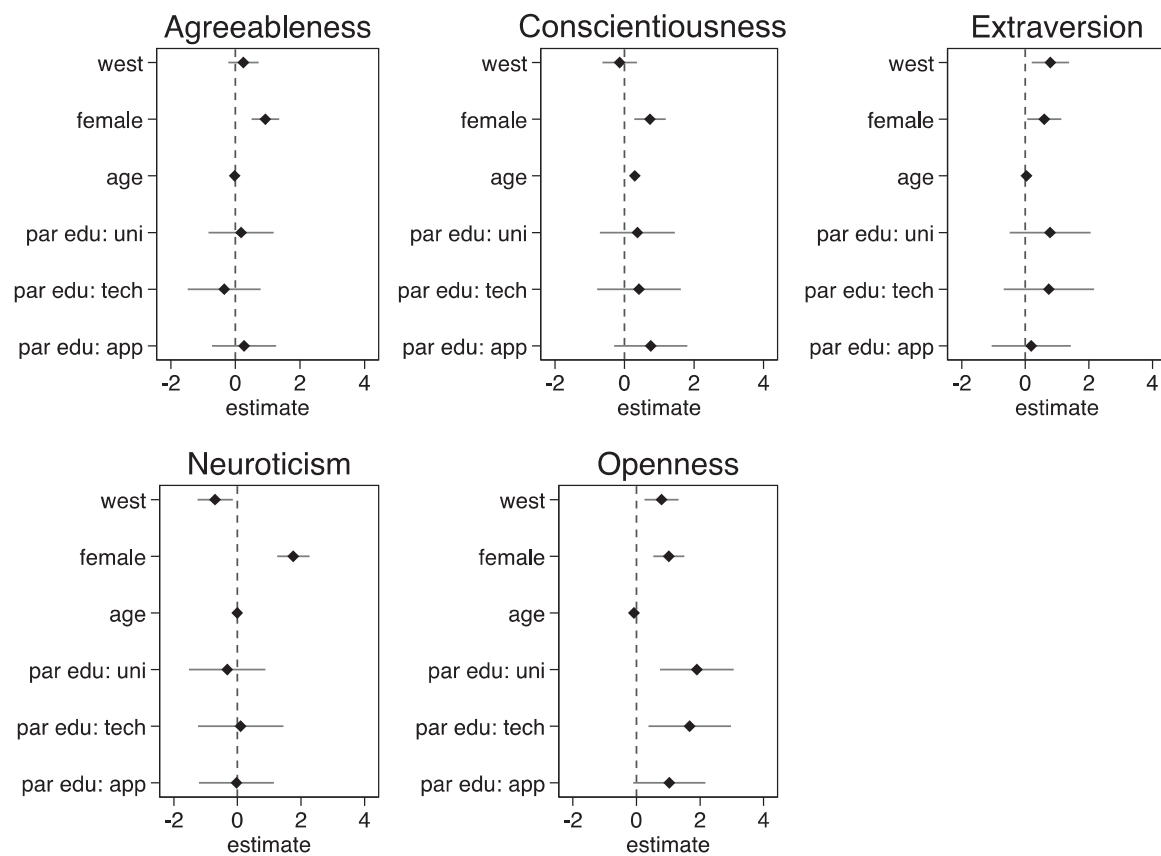 Agreeableness
west
female
age
par edu: uni
par edu: tech
par edu: app
-2 0 2 4
estimate
Conscientiousness
west
female
age
par edu: uni
par edu: tech
par edu: app
-2 0 2 4
estimate
Extraversion
west
female
age
par edu: uni
par edu: tech
par edu: app
-2 0 2 4
estimate
Neuroticism
west
female
age
par edu: uni
par edu: tech
par edu: app
-2 0 2 4
estimate
Openness
west
female
age
par edu: uni
par edu: tech
par edu: app
-2 0 2 4
estimate